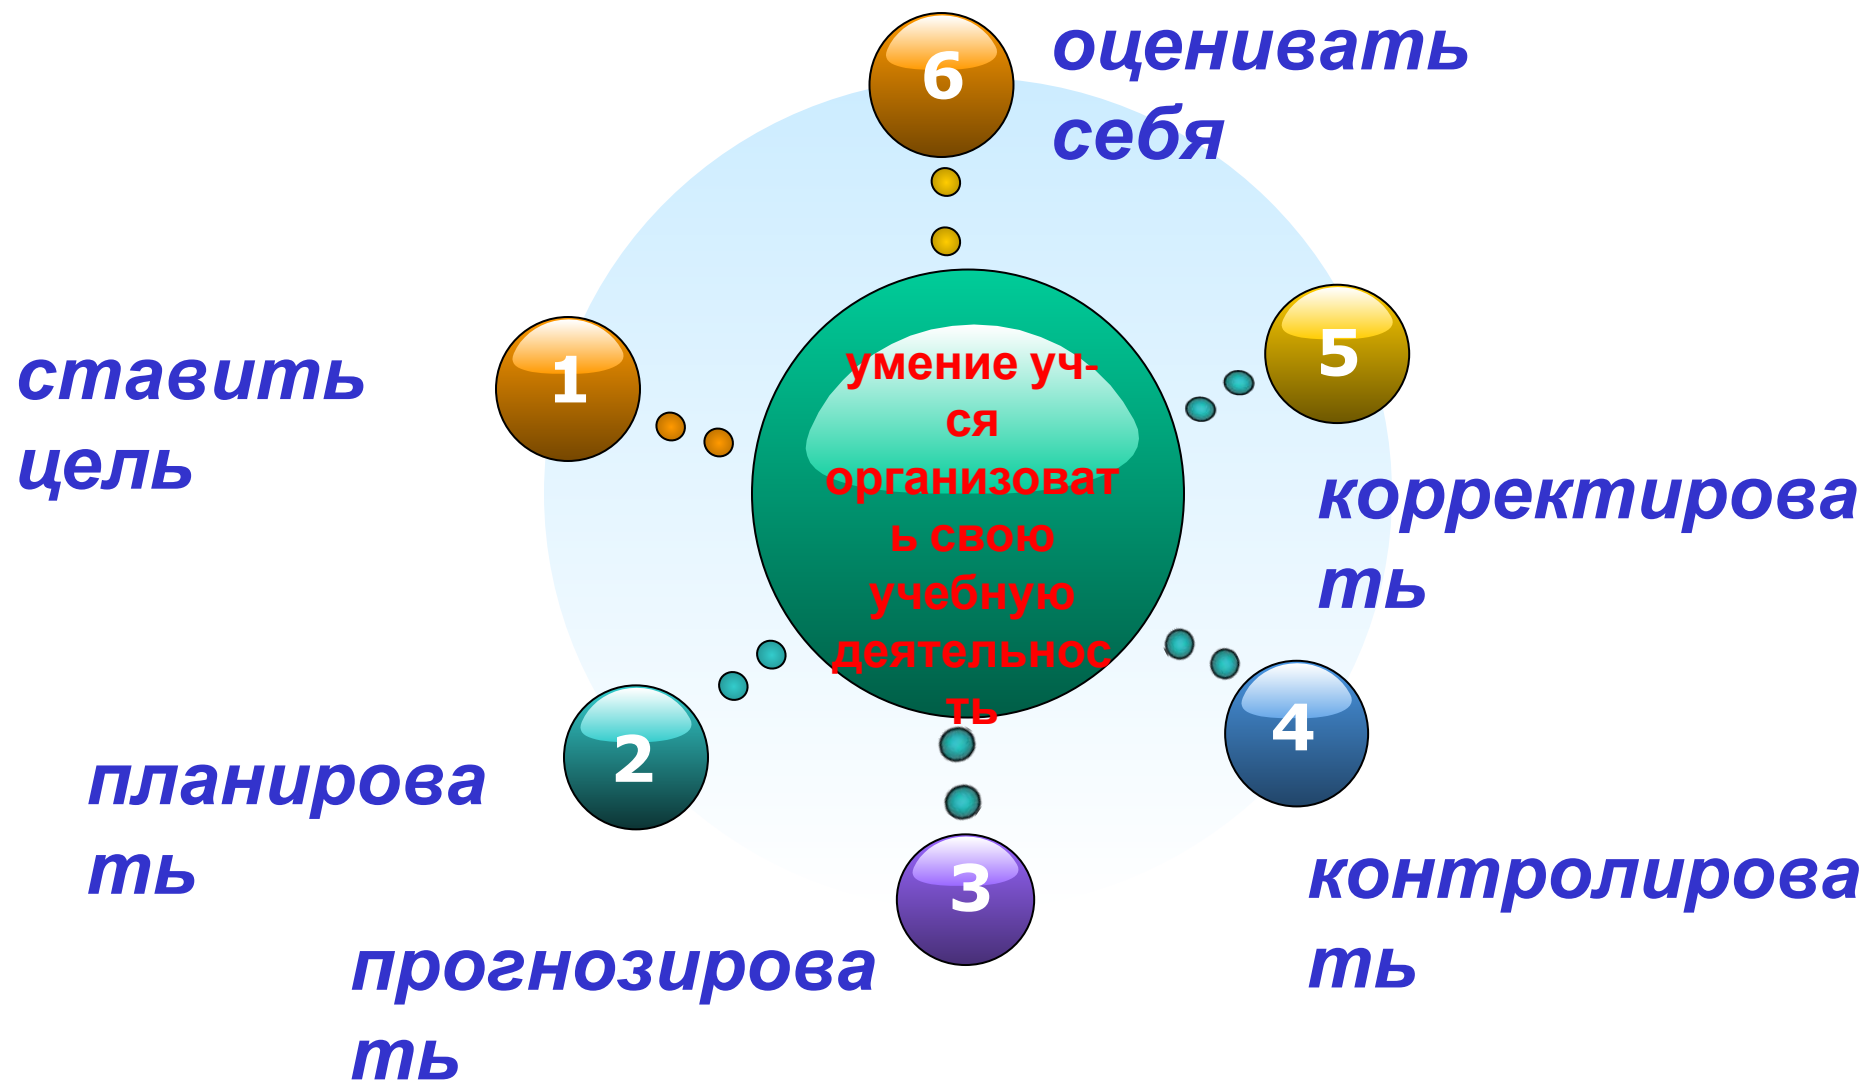 6
оценивать
себя
1
ставить
цель
5
корректирова
ть
умение уч-
ся
организоват
ь свою
учебную
деятельнос
ть
2
планирова
ть
4
контролирова
ть
3
прогнозирова
ть